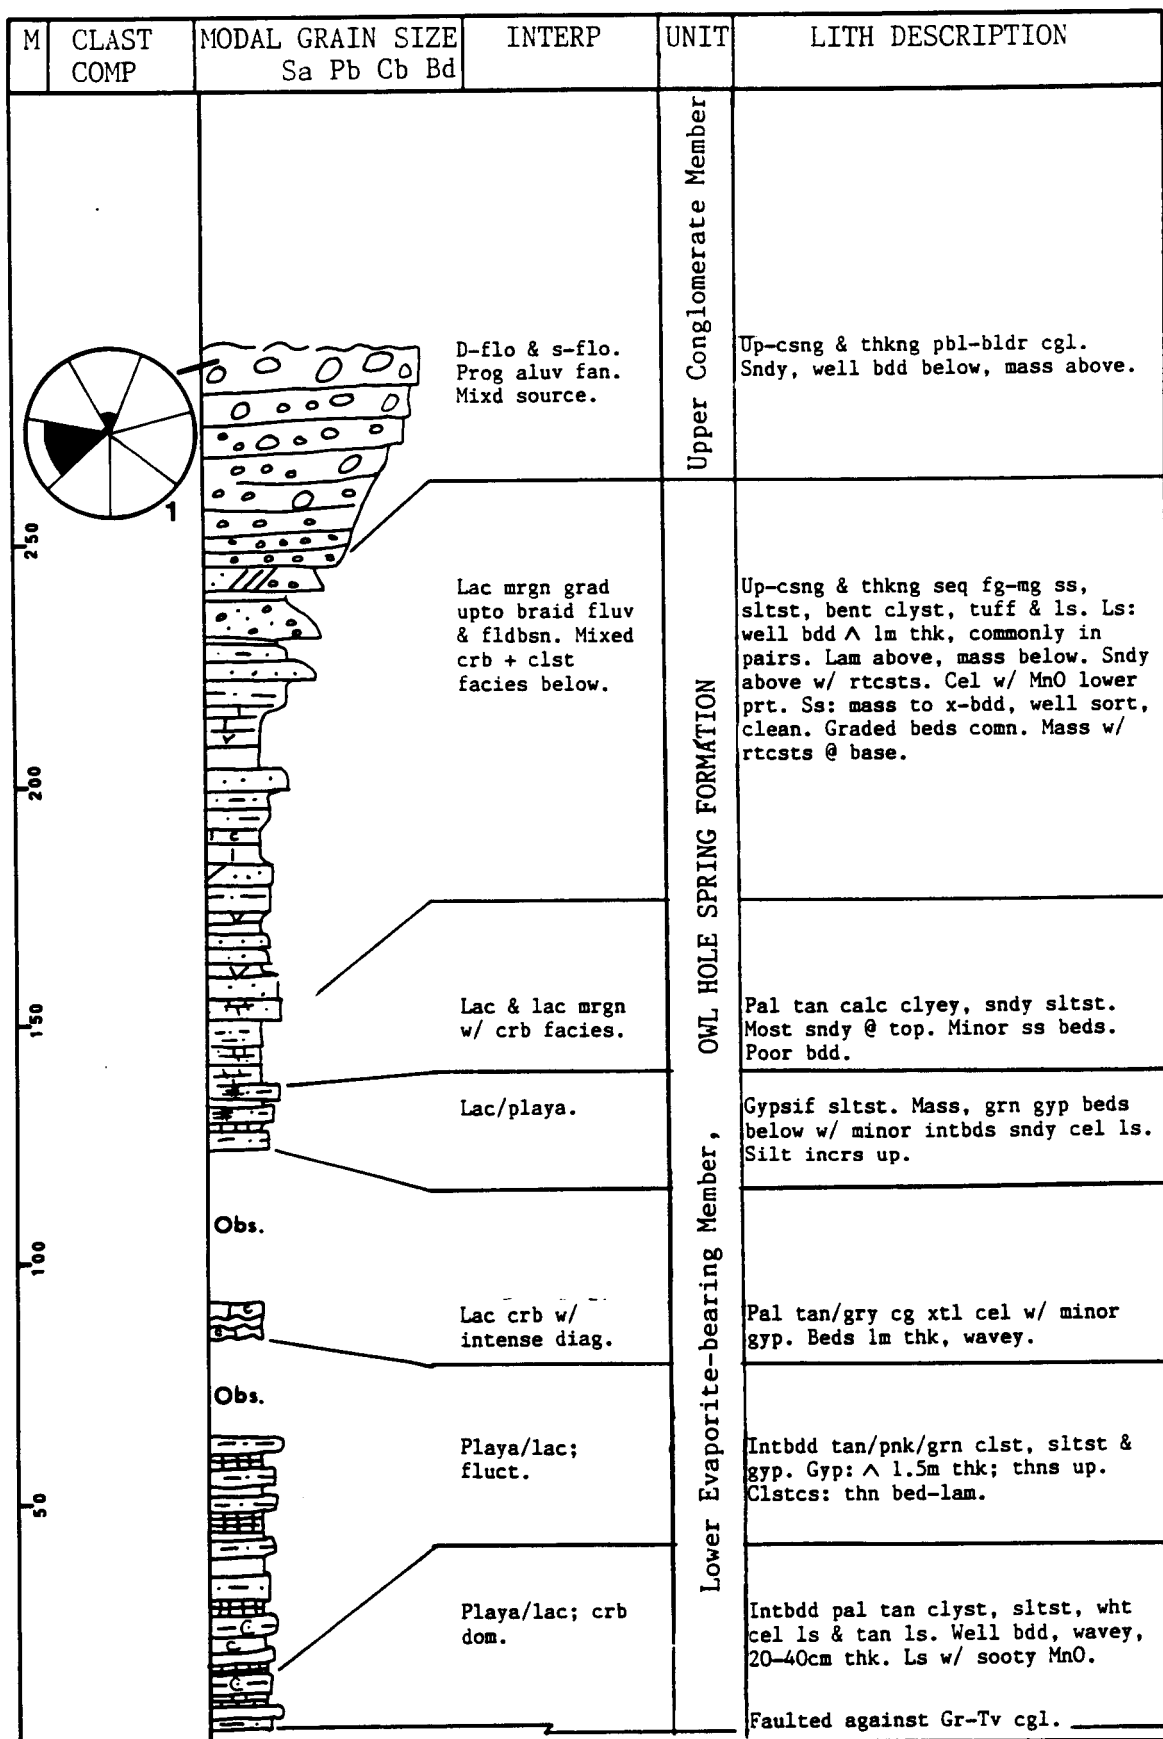 M CLAST COMP MODAL GRAIN SIZE Sa Pb Cb Bd INTERP UNIT LITH DESCRIPTION
Upper Conglomerate Member
D-flo & s-flo.
Prog aluv fan.
Mixd source.
Up-csng & thkng pbl-bldr cgl.
Sndy, well bdd below, mass above.
1
250
Lac mrgn grad
upto braid fluv
& fldbsn. Mixed
crb + clst
facies below.
Up-csng & thkng seq fg-mg ss,
sltst, bent clyst, tuff & ls. Ls:
well bdd ∧ 1m thk, commonly in
pairs. Lam above, mass below. Sndy
above w/ rtcsts. Cel w/ MnO lower
prt. Ss: mass to x-bdd, well sort,
clean. Graded beds comn. Mass w/
rtcsts @ base.
200
Lower Evaporite-bearing Member, OWL HOLE SPRING FORMATION
150
Lac & lac mrgn
w/ crb facies.
Pal tan calc clyey, sndy sltst.
Most sndy @ top. Minor ss beds.
Poor bdd.
Lac/playa.
Gypsif sltst. Mass, grn gyp beds
below w/ minor intbds sndy cel ls.
Silt incrs up.
Obs.
100
Lac crb w/
intense diag.
Pal tan/gry cg xtl cel w/ minor
gyp. Beds 1m thk, wavey.
Obs.
Playa/lac;
fluct.
Intbdd tan/pnk/grn clst, sltst &
gyp. Gyp: ∧ 1.5m thk; thns up.
Clstcs: thn bed-lam.
50
Playa/lac; crb
dom.
Intbdd pal tan clyst, sltst, wht
cel ls & tan ls. Well bdd, wavey,
20-40cm thk. Ls w/ sooty MnO.
Faulted against Gr-Tv cgl.